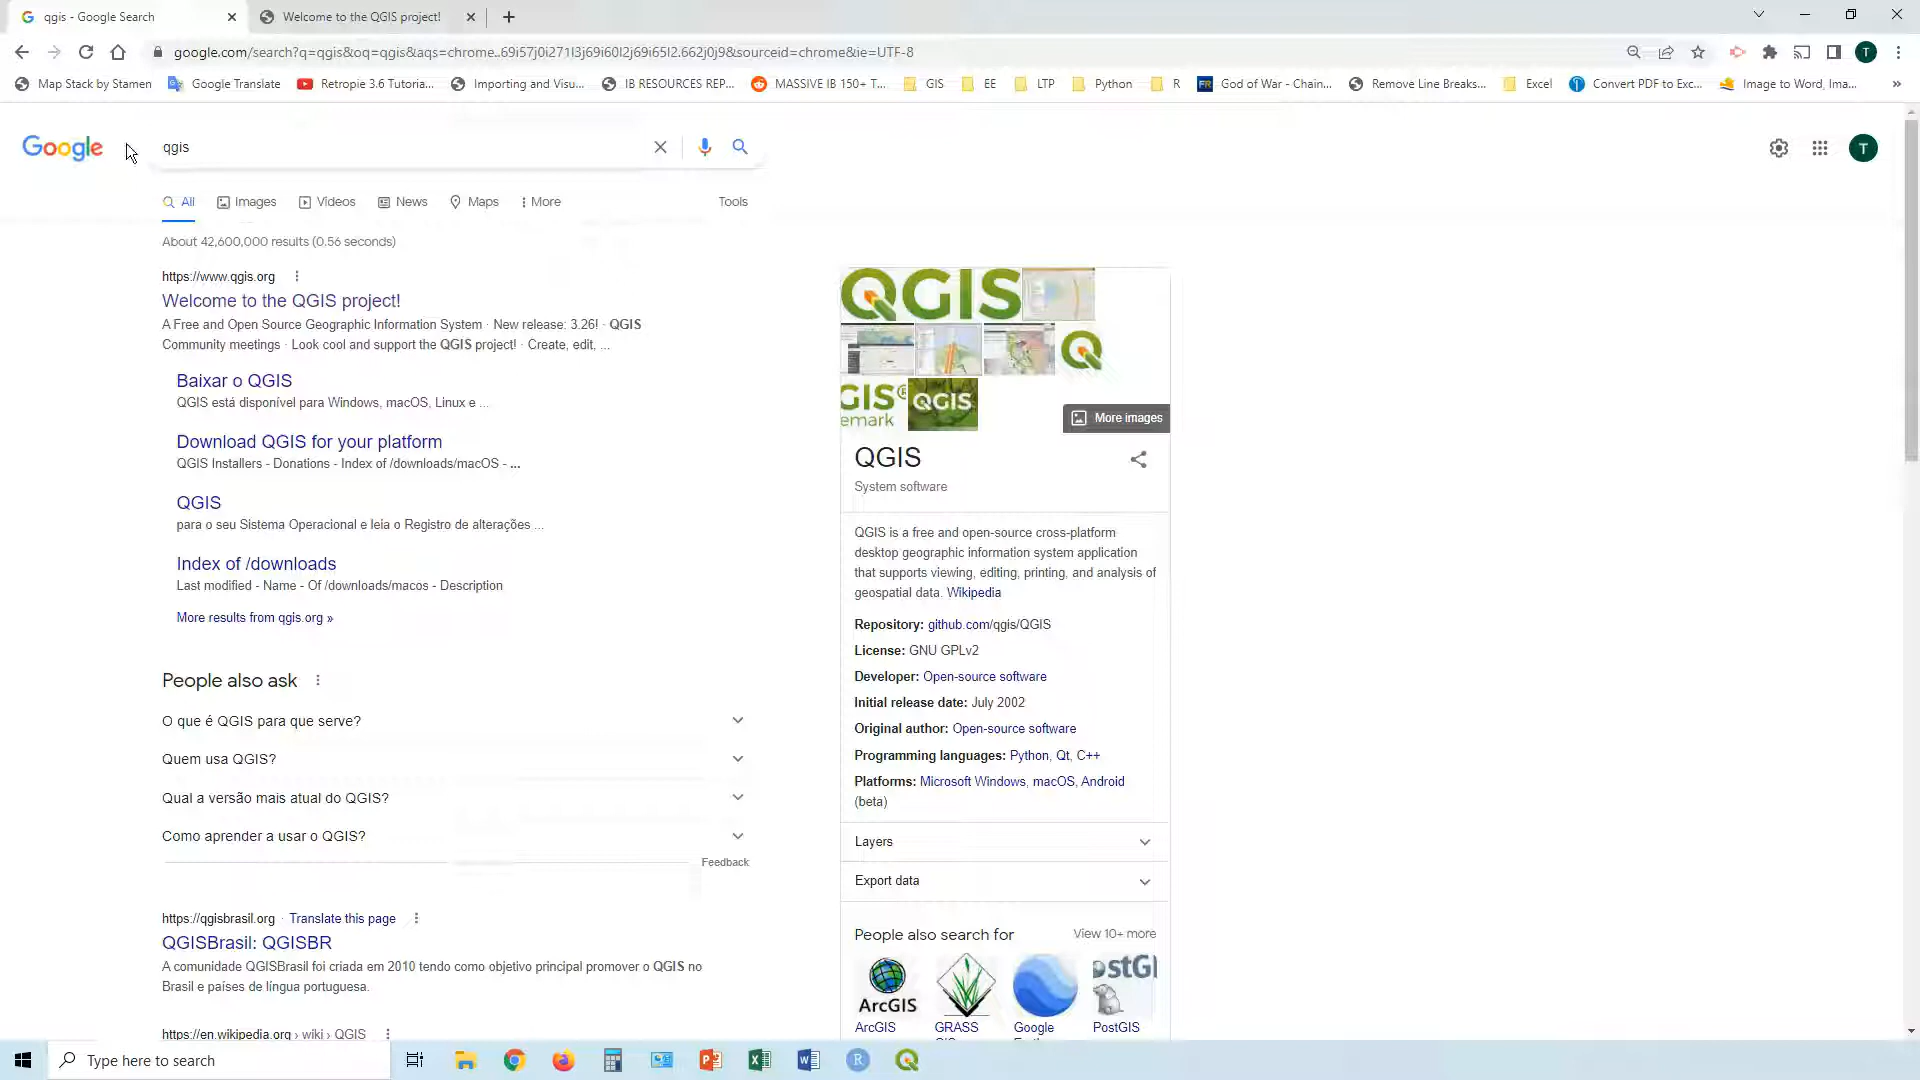 qgis - Google Search
Welcome to the QGIS project!
google.com/search?q=qgis&oq=qgis&aqs=chrome..69i57j0i271l3j69i60l2j69i65l2.662j0j9&sourceid=chrome&ie=UTF-8
T
Map Stack by Stamen
Google Translate
Retropie 3.6 Tutoria...
Importing and Visu...
IB RESOURCES REP...
MASSIVE IB 150+ T...
GIS
EE
LTP
Python
R
God of War - Chain...
Remove Line Breaks...
Excel
Convert PDF to Exc...
Image to Word, Ima...
»
Google
qgis
T
All
Images
Videos
News
Maps
More
Tools
About 42,600,000 results (0.56 seconds)
https://www.qgis.org
Welcome to the QGIS project!
A Free and Open Source Geographic Information System · New release: 3.26! · QGIS
Community meetings · Look cool and support the QGIS project! · Create, edit, ...
Baixar o QGIS
QGIS está disponível para Windows, macOS, Linux e ...
Download QGIS for your platform
QGIS Installers - Donations - Index of /downloads/macOS - ...
QGIS
para o seu Sistema Operacional e leia o Registro de alterações ...
Index of /downloads
Last modified - Name - Of /downloads/macos - Description
More results from qgis.org »
People also ask
O que é QGIS para que serve?
Quem usa QGIS?
Qual a versão mais atual do QGIS?
Como aprender a usar o QGIS?
Feedback
https://qgisbrasil.org · Translate this page
QGISBrasil: QGISBR
A comunidade QGISBrasil foi criada em 2010 tendo como objetivo principal promover o QGIS no
Brasil e países de língua portuguesa.
https://en.wikipedia.org › wiki › QGIS
QGIS
GIS®
emark
QGIS
More images
QGIS
System software
QGIS is a free and open-source cross-platform
desktop geographic information system application
that supports viewing, editing, printing, and analysis of
geospatial data. Wikipedia
Repository: github.com/qgis/QGIS
License: GNU GPLv2
Developer: Open-source software
Initial release date: July 2002
Original author: Open-source software
Programming languages: Python, Qt, C++
Platforms: Microsoft Windows, macOS, Android
(beta)
Layers
Export data
People also search for
View 10+ more
ArcGIS
ostGI
ArcGIS
GRASS
Google
PostGIS
Type here to search
R